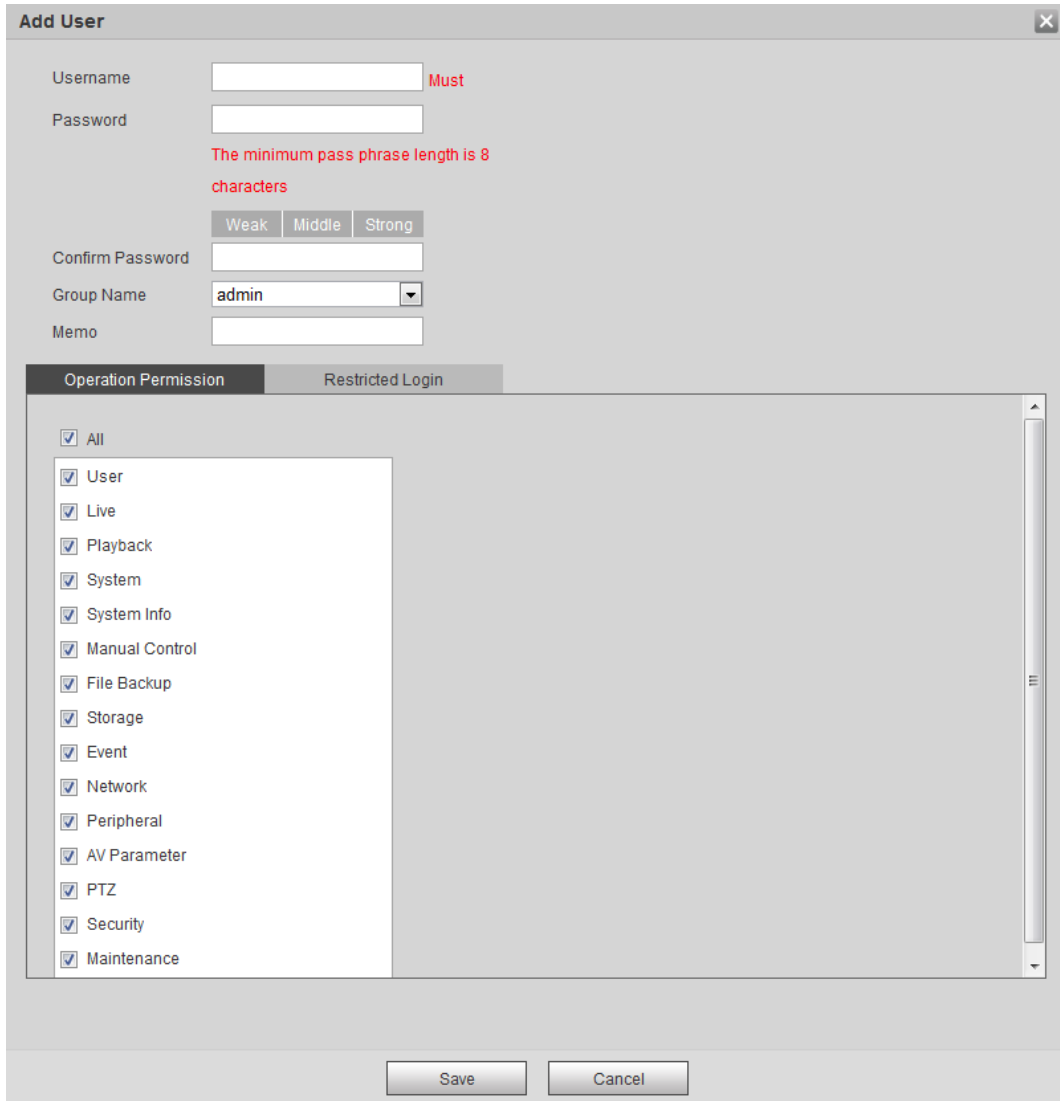 Add User
Username
Must
Password
The minimum pass phrase length is 8
characters
Weak Middle Strong
Confirm Password
Group Name
admin
Memo
Operation Permission
Restricted Login
All
User
Live
Playback
System
System Info
Manual Control
File Backup
Storage
Event
Network
Peripheral
AV Parameter
PTZ
Security
Maintenance
Save
Cancel